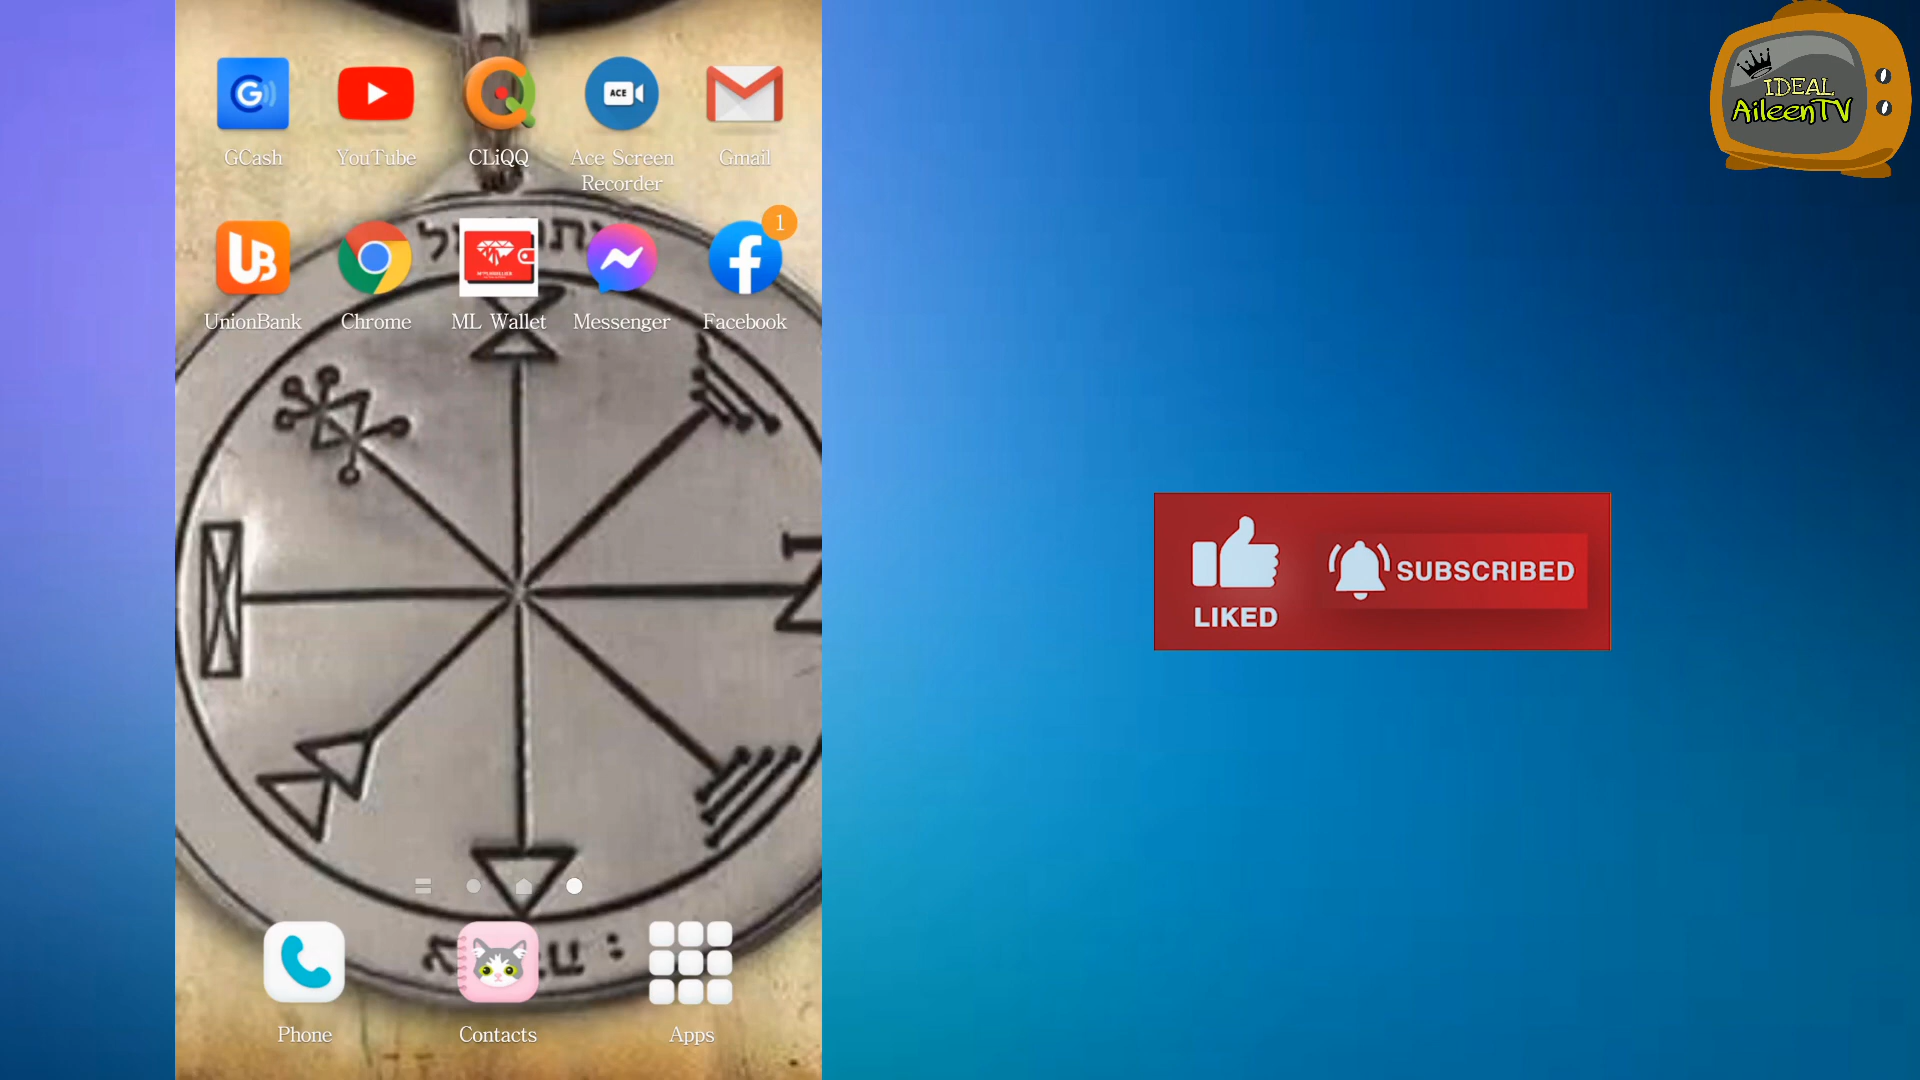 GCash
YouTube
CLiQQ
Ace Screen
Recorder
Gmail
ACE
1
UnionBank
Chrome
ML Wallet
Messenger
Facebook
Phone
Contacts
Apps
LIKED
SUBSCRIBED
IDEAL
AileenTV